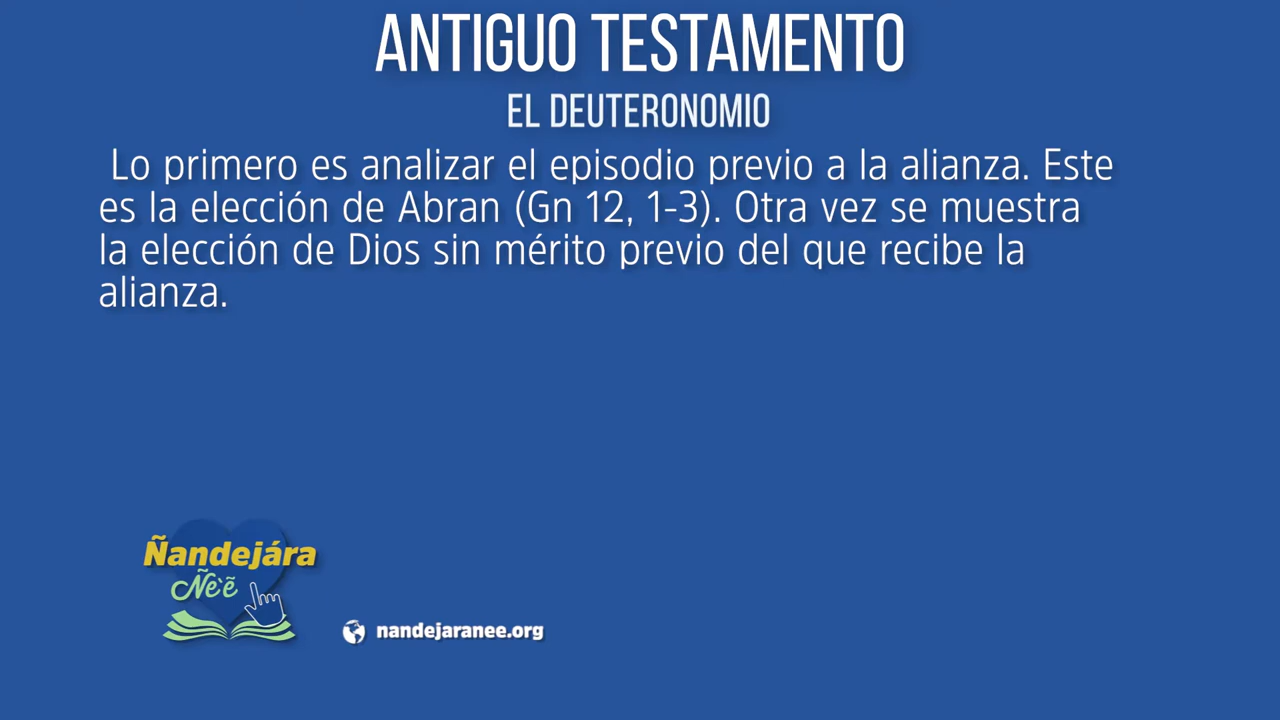 ANTIGUO TESTAMENTO
EL DEUTERONOMIO
Lo primero es analizar el episodio previo a la alianza. Este
es la elección de Abran (Gn 12, 1-3). Otra vez se muestra
la elección de Dios sin mérito previo del que recibe la
alianza.
Ñandejára
Ñe'ẽ
nandejaranee.org